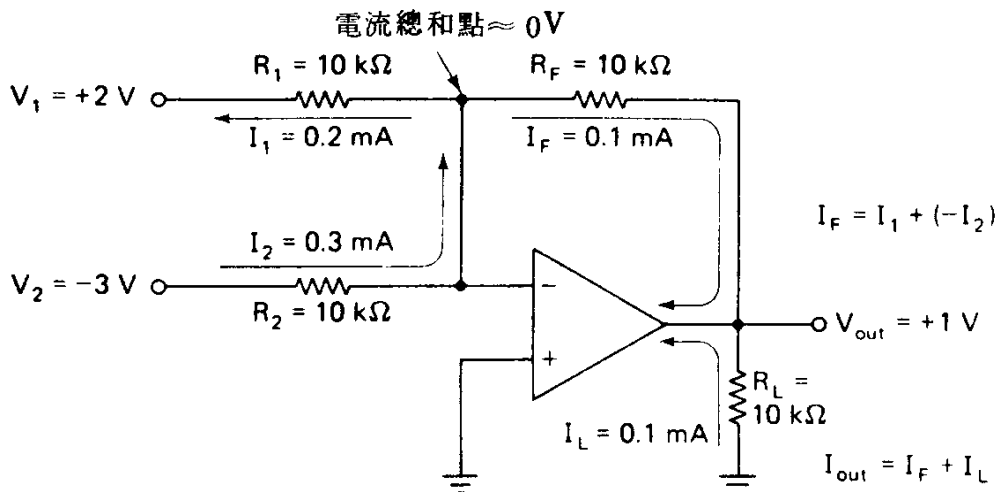 電流總和點≈ 0V
R₁ = 10 kΩ
R_F = 10 kΩ
V₁ = +2 V
I₁ = 0.2 mA
I_F = 0.1 mA
I_F = I₁ + (−I₂)
I₂ = 0.3 mA
V₂ = −3 V
R₂ = 10 kΩ
−
+
V_out = +1 V
R_L =
10 kΩ
I_L = 0.1 mA
I_out = I_F + I_L